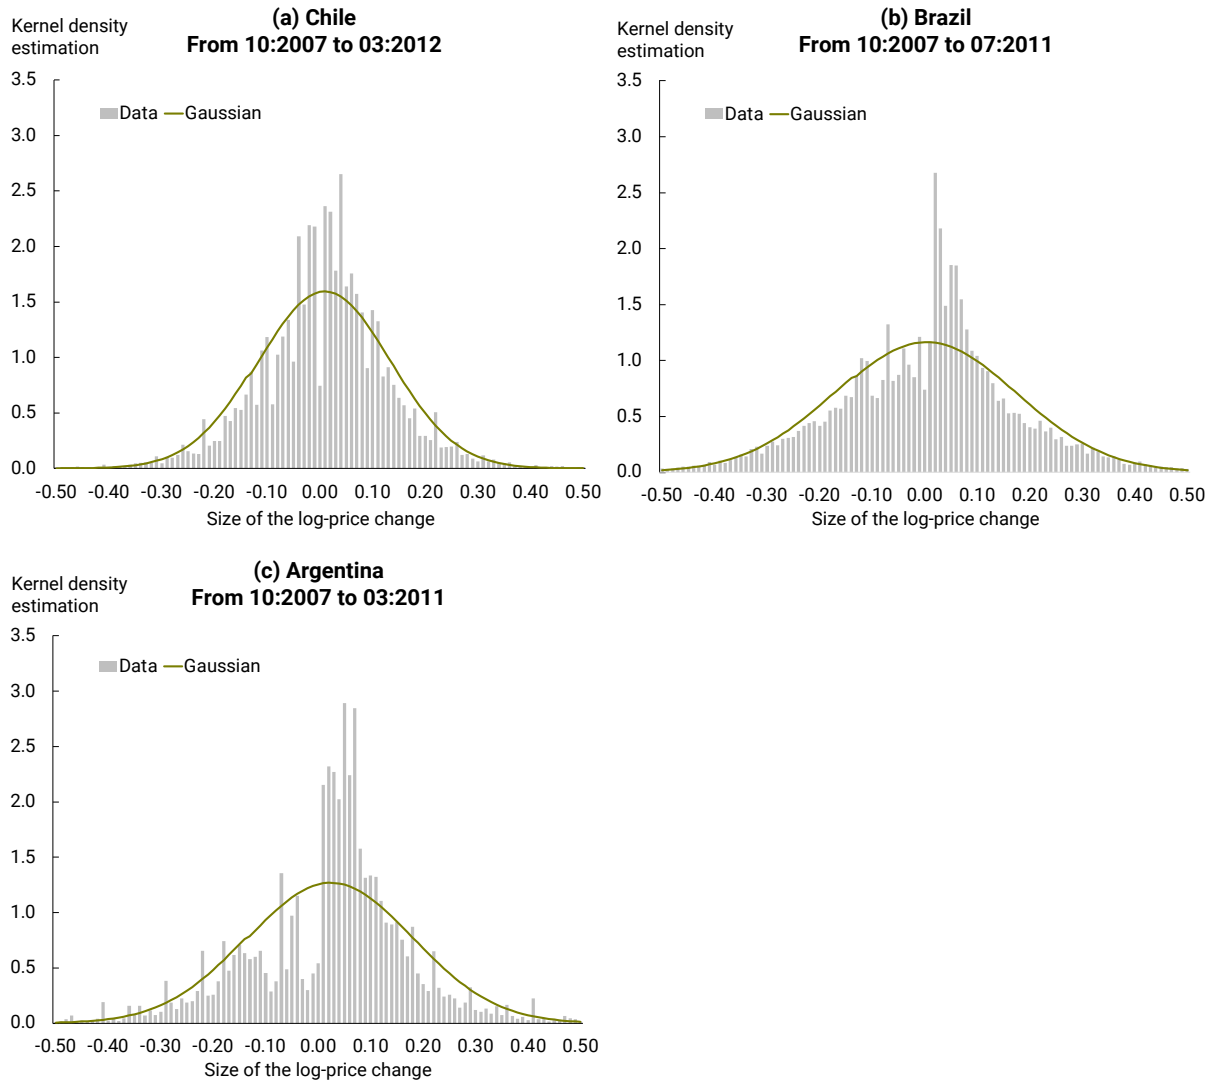 Kernel density
estimation
(a) Chile
From 10:2007 to 03:2012
3.5
3.0
2.5
2.0
1.5
1.0
0.5
0.0
Data Gaussian
-0.50 -0.40 -0.30 -0.20 -0.10 0.00 0.10 0.20 0.30 0.40 0.50
Size of the log-price change
Kernel density
estimation
(b) Brazil
From 10:2007 to 07:2011
3.5
3.0
2.5
2.0
1.5
1.0
0.5
0.0
Data Gaussian
-0.50 -0.40 -0.30 -0.20 -0.10 0.00 0.10 0.20 0.30 0.40 0.50
Size of the log-price change
Kernel density
estimation
(c) Argentina
From 10:2007 to 03:2011
3.5
3.0
2.5
2.0
1.5
1.0
0.5
0.0
Data Gaussian
-0.50 -0.40 -0.30 -0.20 -0.10 0.00 0.10 0.20 0.30 0.40 0.50
Size of the log-price change